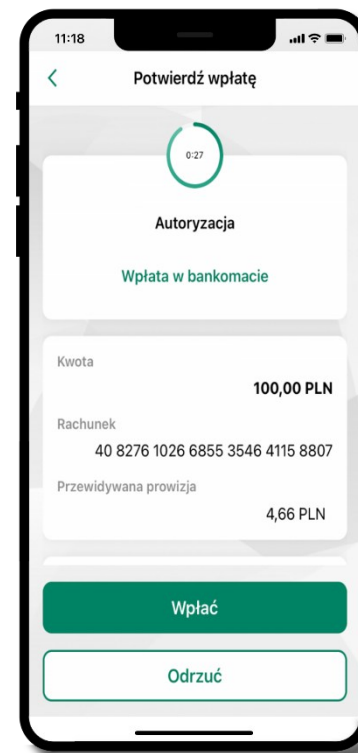 11:18
Potwierdź wpłatę
0:27
Autoryzacja
Wpłata w bankomacie
Kwota
100,00 PLN
Rachunek
40 8276 1026 6855 3546 4115 8807
Przewidywana prowizja
4,66 PLN
Wpłać
Odrzuć